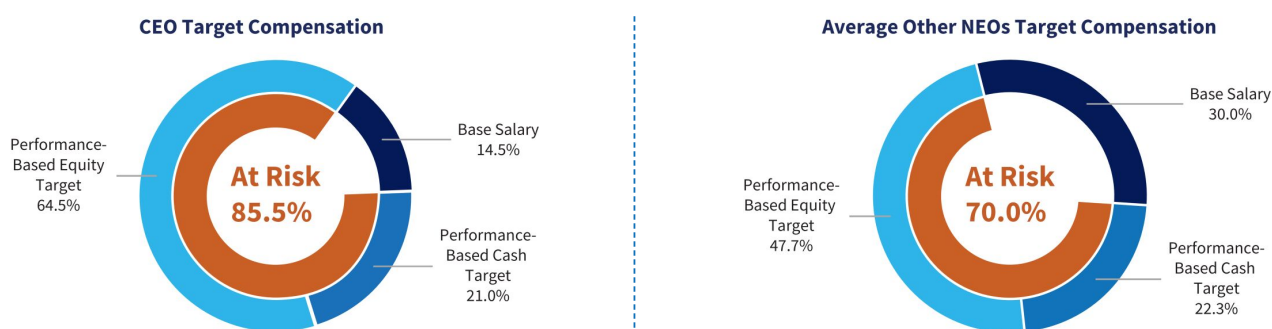 CEO Target Compensation
Performance-
Based Equity
Target
64.5%
At Risk
85.5%
Base Salary
14.5%
Performance-
Based Cash
Target
21.0%
Average Other NEOs Target Compensation
Performance-
Based Equity
Target
47.7%
At Risk
70.0%
Base Salary
30.0%
Performance-
Based Cash
Target
22.3%